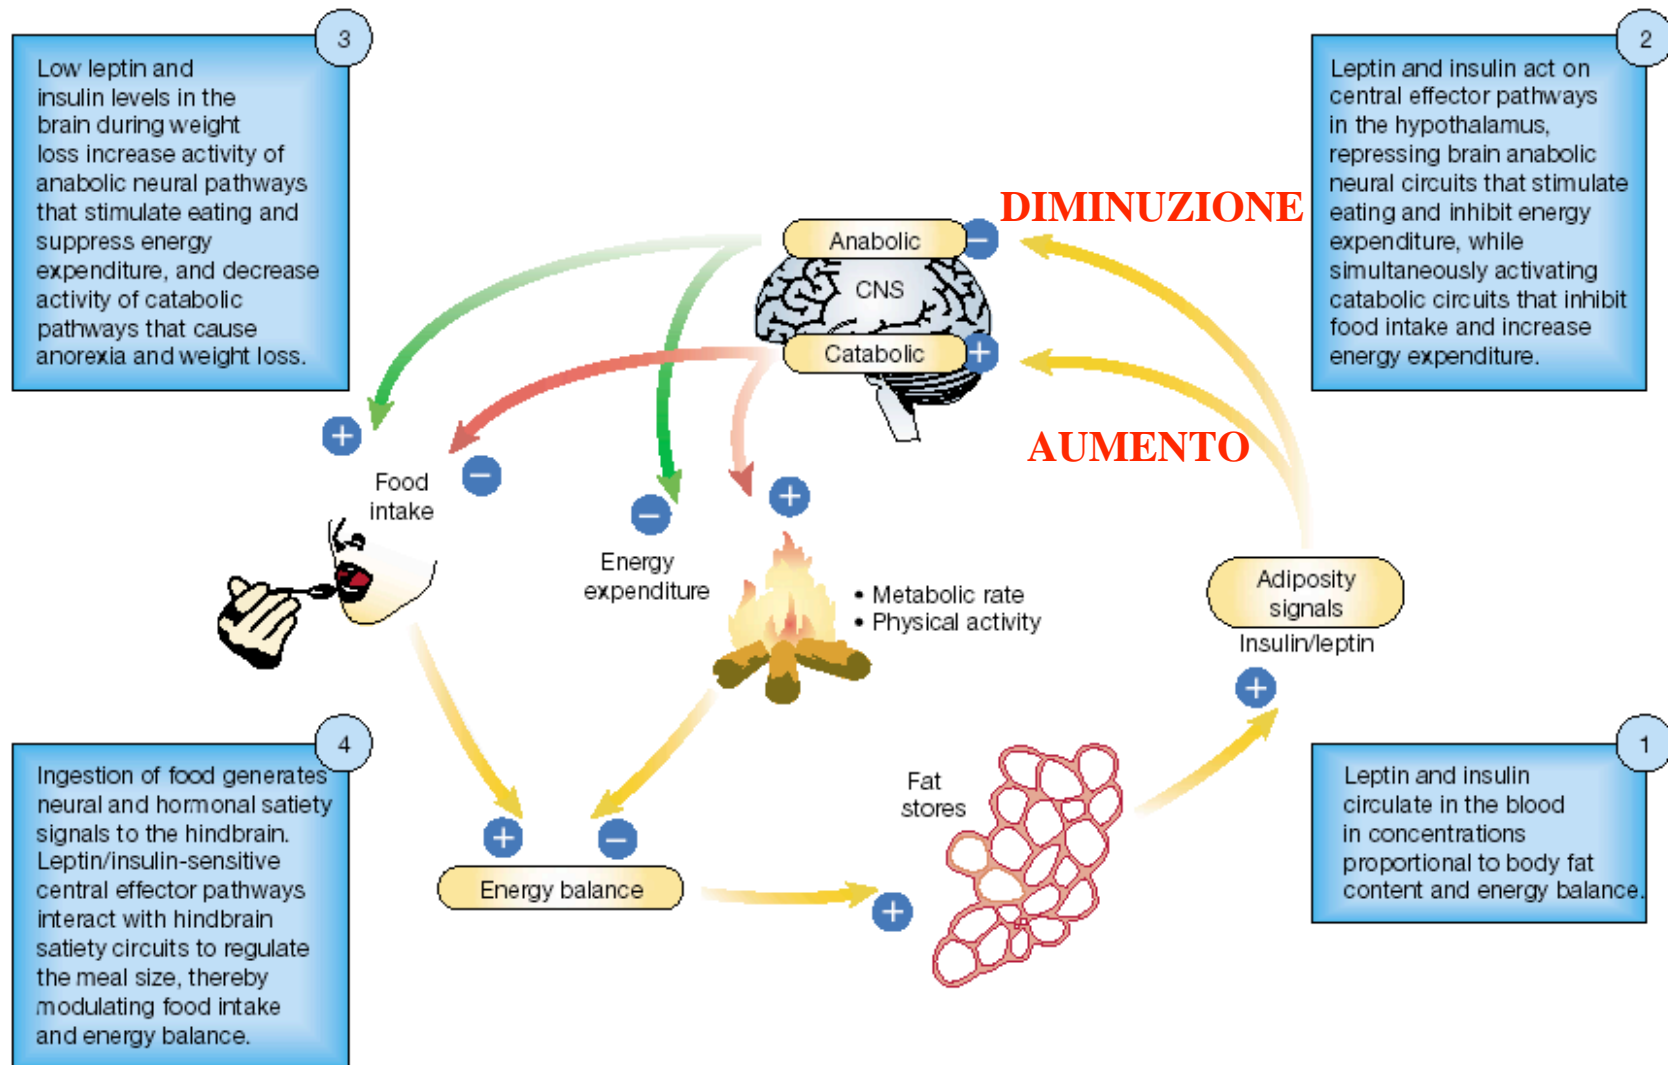 3
Low leptin and
insulin levels in the
brain during weight
loss increase activity of
anabolic neural pathways
that stimulate eating and
suppress energy
expenditure, and decrease
activity of catabolic
pathways that cause
anorexia and weight loss.
2
Leptin and insulin act on
central effector pathways
in the hypothalamus,
repressing brain anabolic
neural circuits that stimulate
eating and inhibit energy
expenditure, while
simultaneously activating
catabolic circuits that inhibit
food intake and increase
energy expenditure.
DIMINUZIONE
Anabolic
−
CNS
Catabolic
+
AUMENTO
+
Food
intake
−
−
+
Energy
expenditure
• Metabolic rate
• Physical activity
Adiposity
signals
Insulin/leptin
+
4
Ingestion of food generates
neural and hormonal satiety
signals to the hindbrain.
Leptin/insulin-sensitive
central effector pathways
interact with hindbrain
satiety circuits to regulate
the meal size, thereby
modulating food intake
and energy balance.
+
−
Energy balance
+
Fat
stores
1
Leptin and insulin
circulate in the blood
in concentrations
proportional to body fat
content and energy balance.